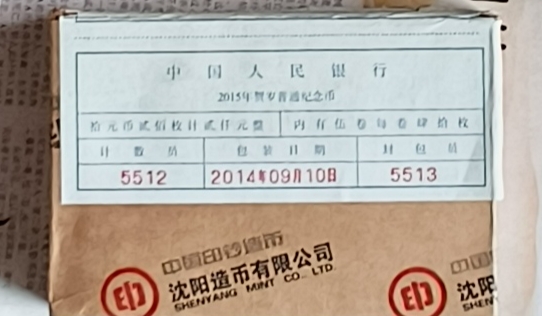 中国人民银行
2015年贺岁普通纪念币
拾元币贰佰枚计贰仟元整 内有伍卷每卷肆拾枚
计数员 包装日期 封包员
5512 2014年09月10日 5513
中国印钞造币
沈阳造币有限公司
SHENYANG MINT CO., LTD.
中国印
沈阳
SHEN